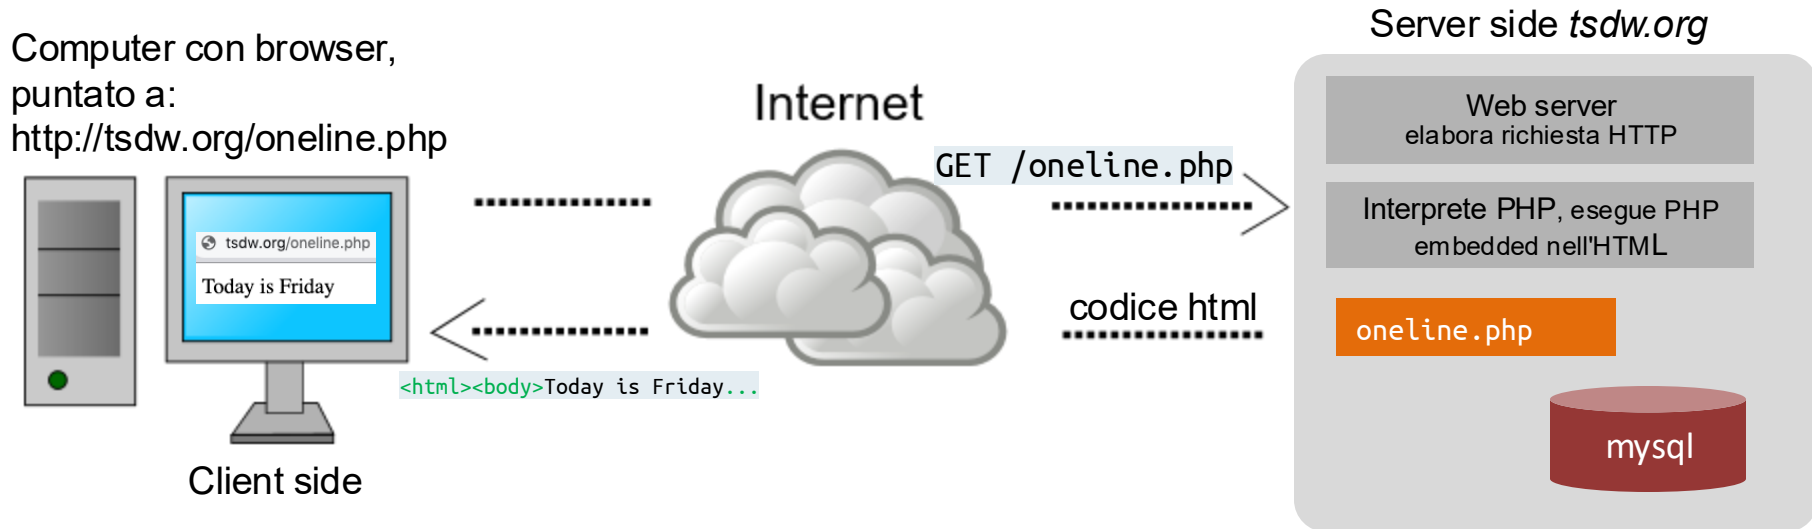 Computer con browser,
puntato a:
http://tsdw.org/oneline.php
tsdw.org/oneline.php
Today is Friday
Client side
Internet
GET /oneline.php
codice html
<html><body>Today is Friday...
Server side tsdw.org
Web server
elabora richiesta HTTP
Interprete PHP, esegue PHP
embedded nell'HTML
oneline.php
mysql